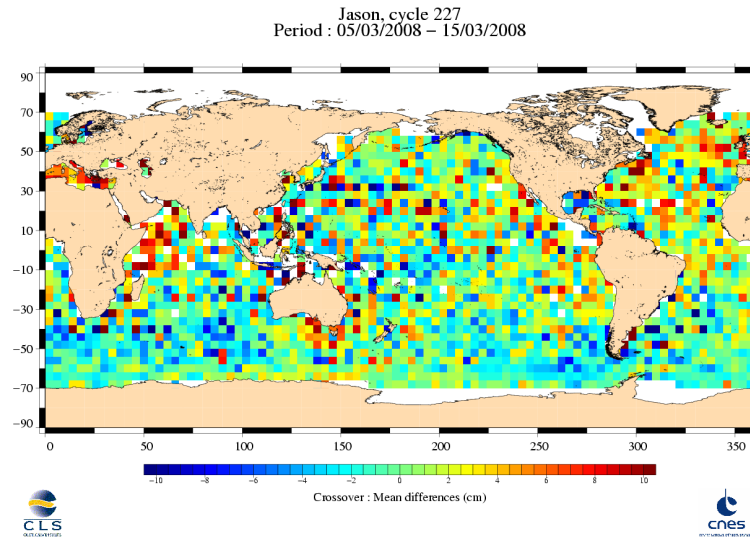 Jason, cycle 227
Period : 05/03/2008 − 15/03/2008
90
70
50
30
10
−10
−30
−50
−70
−90
0 50 100 150 200 250 300 350
−10 −8 −6 −4 −2 0 2 4 6 8 10
Crossover : Mean differences (cm)
CLS
cnes